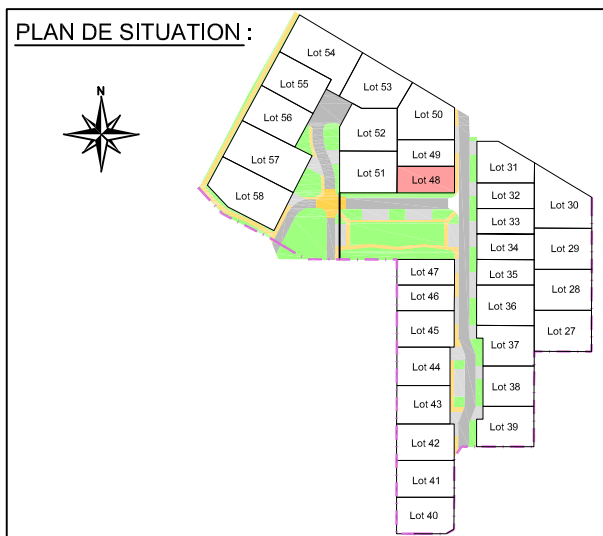 PLAN DE SITUATION :
N
Lot 54
Lot 55
Lot 53
Lot 56
Lot 50
Lot 52
Lot 57
Lot 49
Lot 58
Lot 51
Lot 48
Lot 31
Lot 32
Lot 30
Lot 33
Lot 34
Lot 29
Lot 47
Lot 35
Lot 46
Lot 36
Lot 28
Lot 45
Lot 37
Lot 27
Lot 44
Lot 38
Lot 43
Lot 39
Lot 42
Lot 41
Lot 40